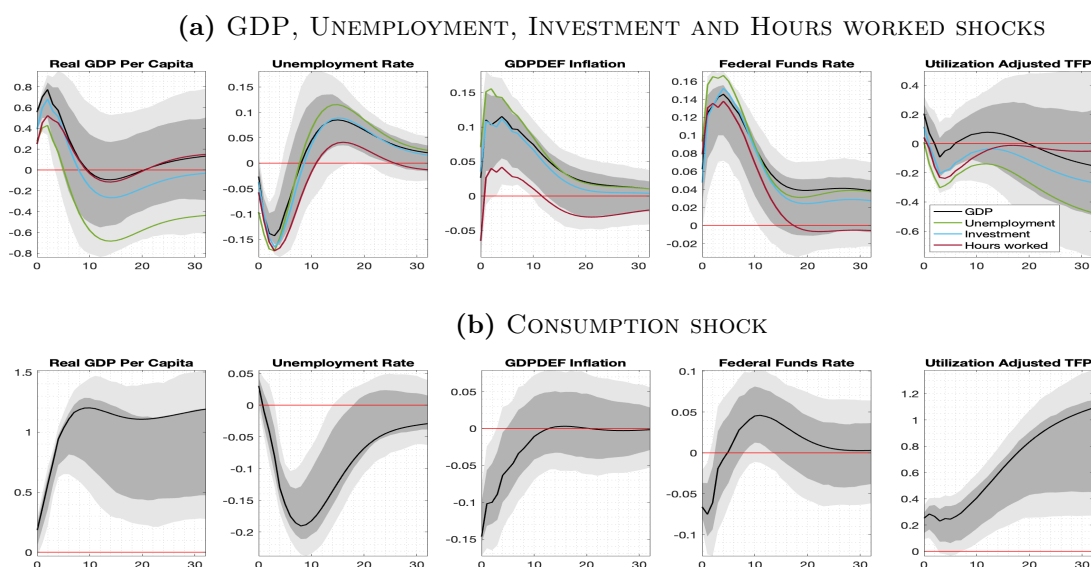 (a) GDP, Unemployment, Investment and Hours worked shocks
Real GDP Per Capita
0.8
0.6
0.4
0.2
0
-0.2
-0.4
-0.6
-0.8
0 10 20 30
Unemployment Rate
0.15
0.1
0.05
0
-0.05
-0.1
-0.15
0 10 20 30
GDPDEF Inflation
0.15
0.1
0.05
0
-0.05
0 10 20 30
Federal Funds Rate
0.16
0.14
0.12
0.1
0.08
0.06
0.04
0.02
0
-0.02
0 10 20 30
Utilization Adjusted TFP
0.4
0.2
0
-0.2
-0.4
-0.6
GDP
Unemployment
Investment
Hours worked
0 10 20 30
(b) Consumption shock
Real GDP Per Capita
1.5
1
0.5
0
0 10 20 30
Unemployment Rate
0.05
0
-0.05
-0.1
-0.15
-0.2
0 10 20 30
GDPDEF Inflation
0.05
0
-0.05
-0.1
-0.15
0 10 20 30
Federal Funds Rate
0.1
0.05
0
-0.05
-0.1
0 10 20 30
Utilization Adjusted TFP
1.2
1
0.8
0.6
0.4
0.2
0
0 10 20 30